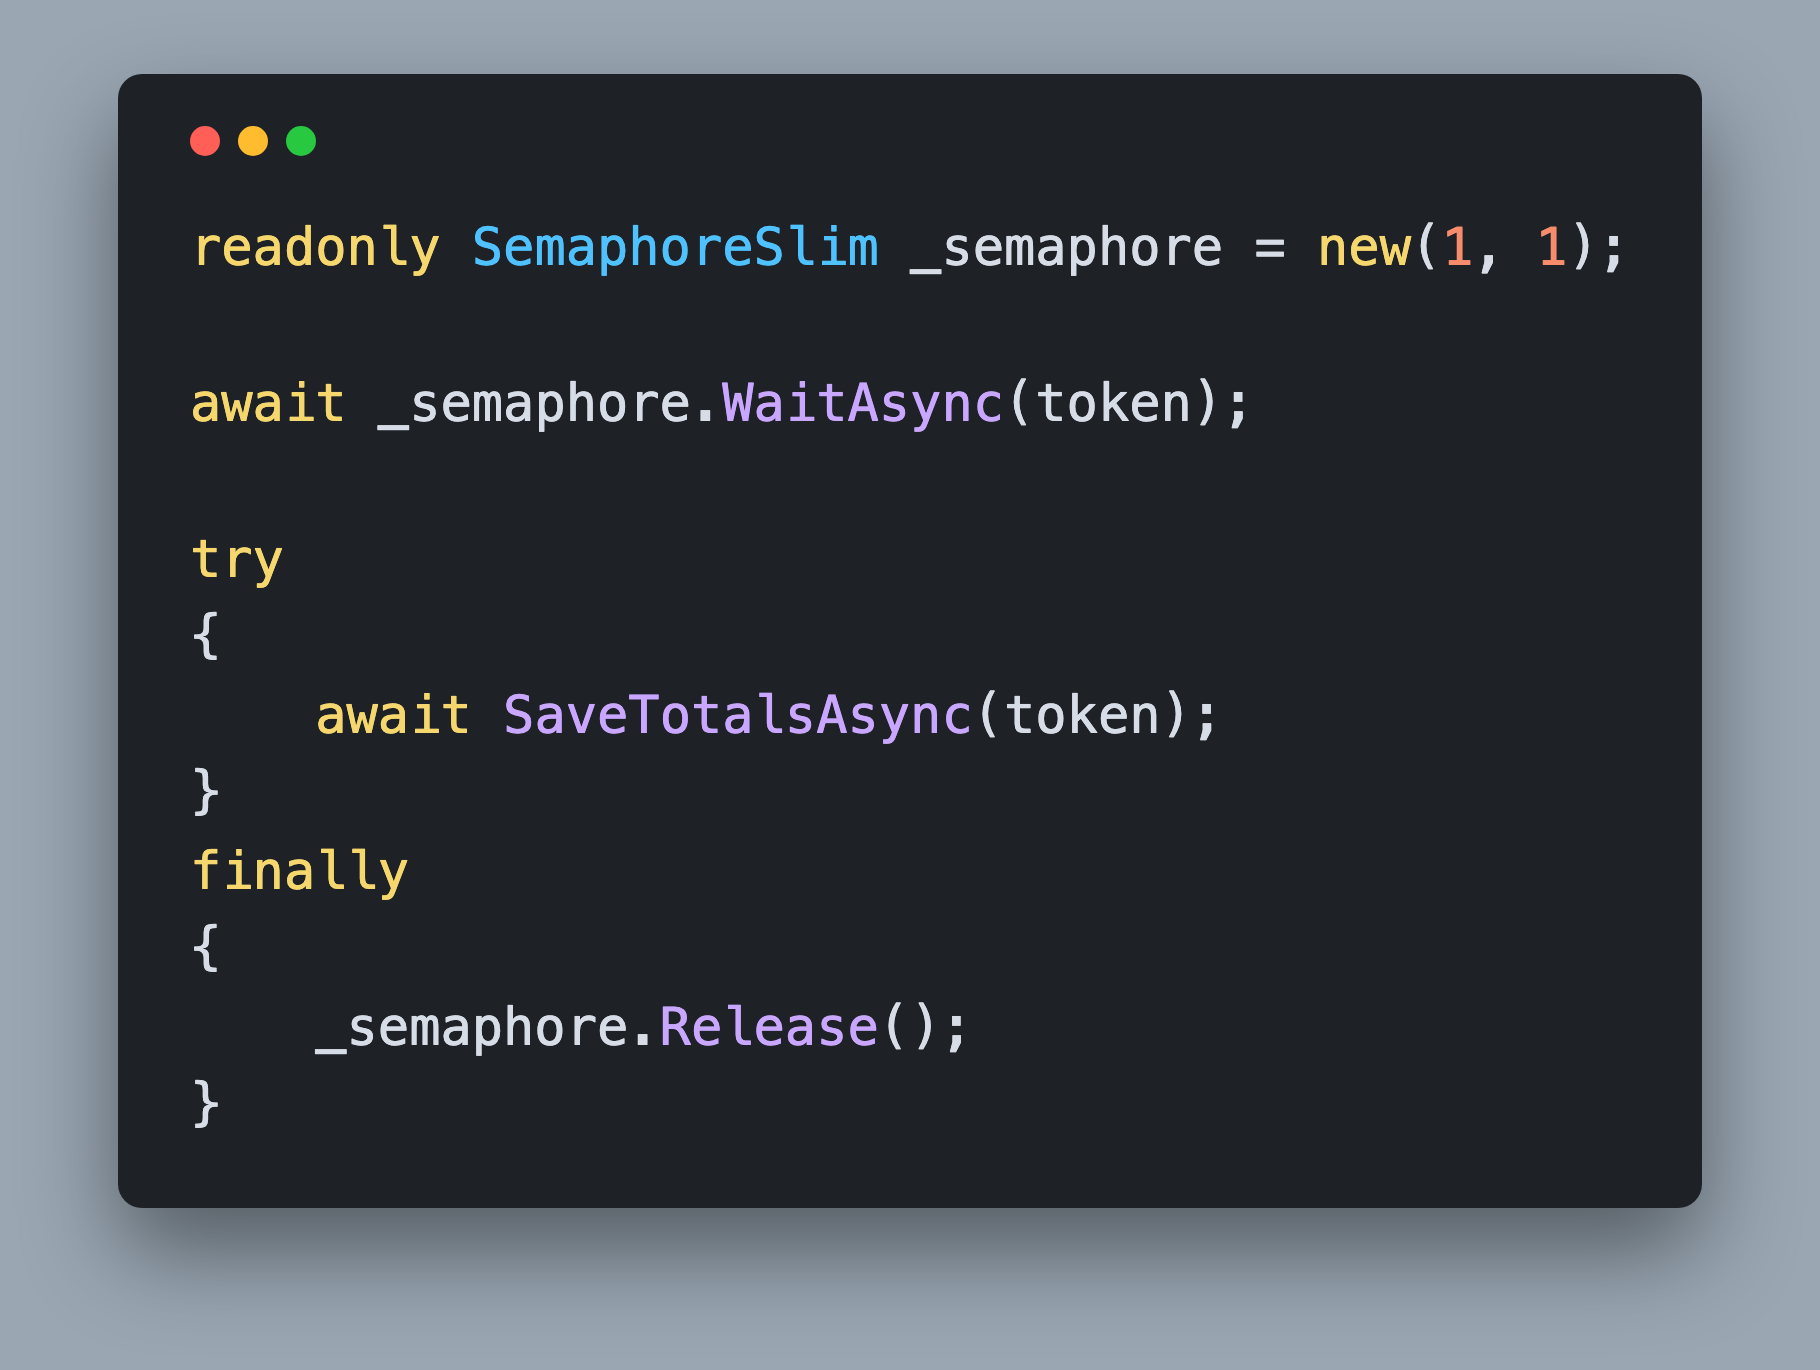 readonly SemaphoreSlim _semaphore = new(1, 1);

await _semaphore.WaitAsync(token);

try
{
    await SaveTotalsAsync(token);
}
finally
{
    _semaphore.Release();
}